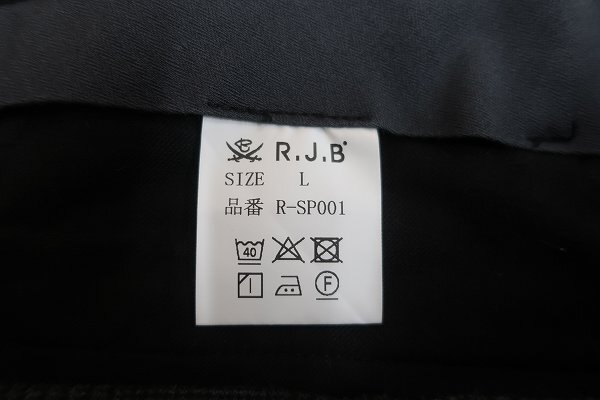 R.J.B
SIZE L
品番 R-SP001
40
F